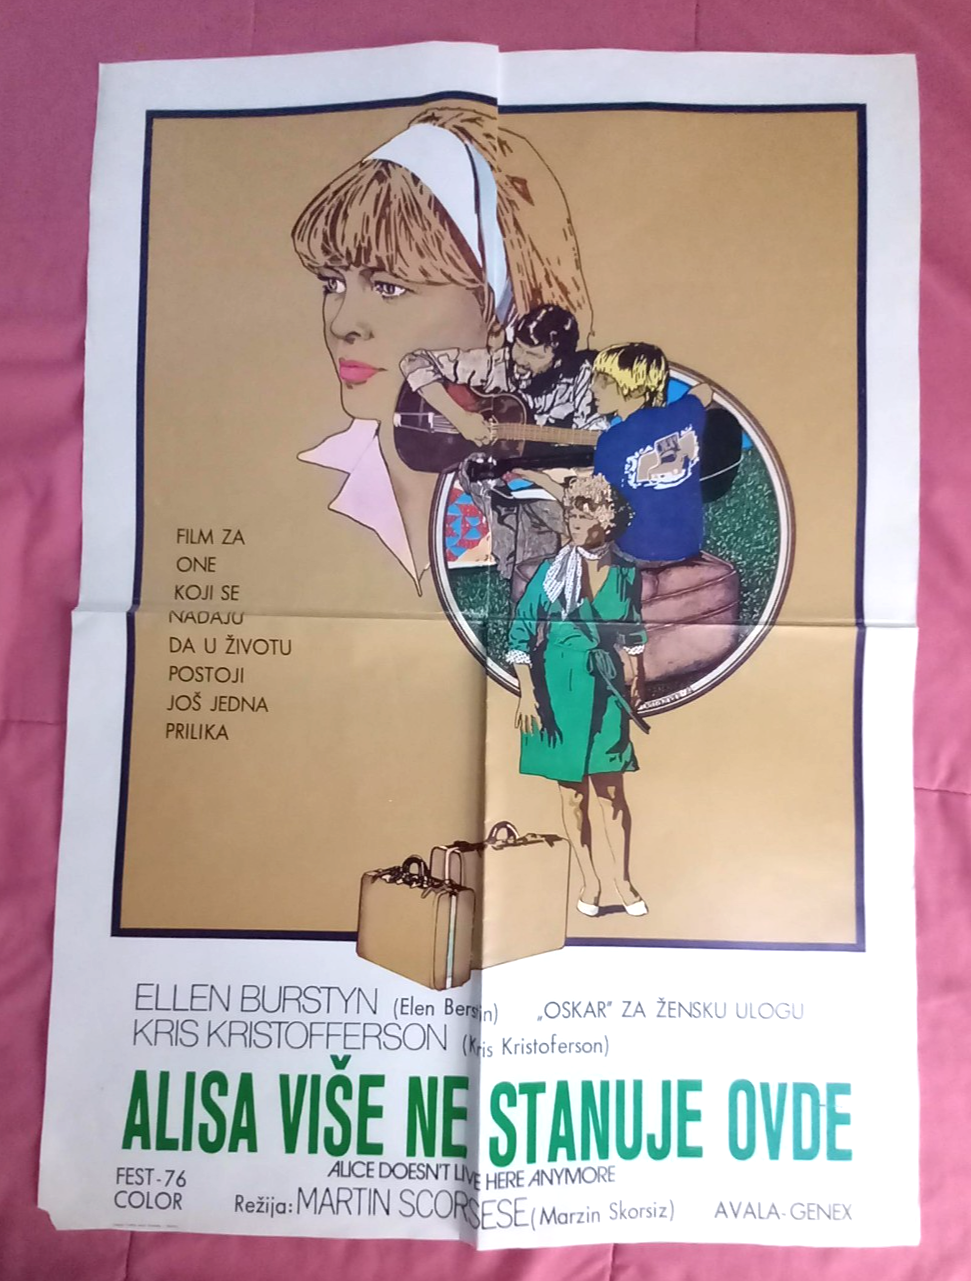 FILM ZA
ONE
KOJI SE
NADAJU
DA U ŽIVOTU
POSTOJI
JOŠ JEDNA
PRILIKA
ELLEN BURSTYN (Elen Berstin) „OSKAR" ZA ŽENSKU ULOGU
KRIS KRISTOFFERSON (Kris Kristoferson)
ALISA VIŠE NE STANUJE OVDE
ALICE DOESN'T LIVE HERE ANYMORE
FEST-76
COLOR
Režija: MARTIN SCORSESE (Marzin Skorsiz) AVALA-GENEX